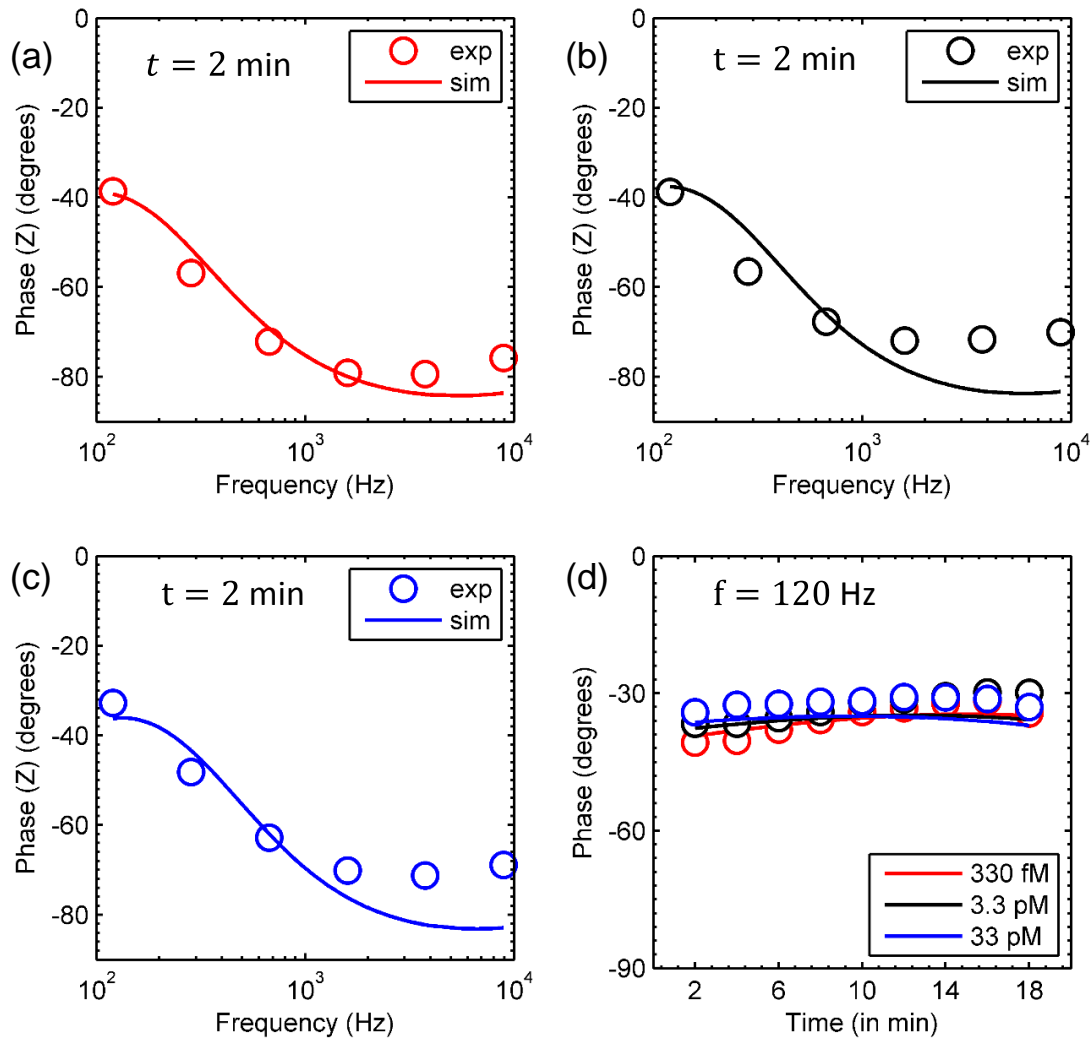 (a)
t = 2 min
exp
sim
0
-20
-40
-60
-80
Phase (Z) (degrees)
10^2
10^3
10^4
Frequency (Hz)
(b)
t = 2 min
exp
sim
0
-20
-40
-60
-80
Phase (Z) (degrees)
10^2
10^3
10^4
Frequency (Hz)
(c)
t = 2 min
exp
sim
0
-20
-40
-60
-80
Phase (Z) (degrees)
10^2
10^3
10^4
Frequency (Hz)
(d)
f = 120 Hz
0
-30
-60
-90
Phase (degrees)
330 fM
3.3 pM
33 pM
2
6
10
14
18
Time (in min)